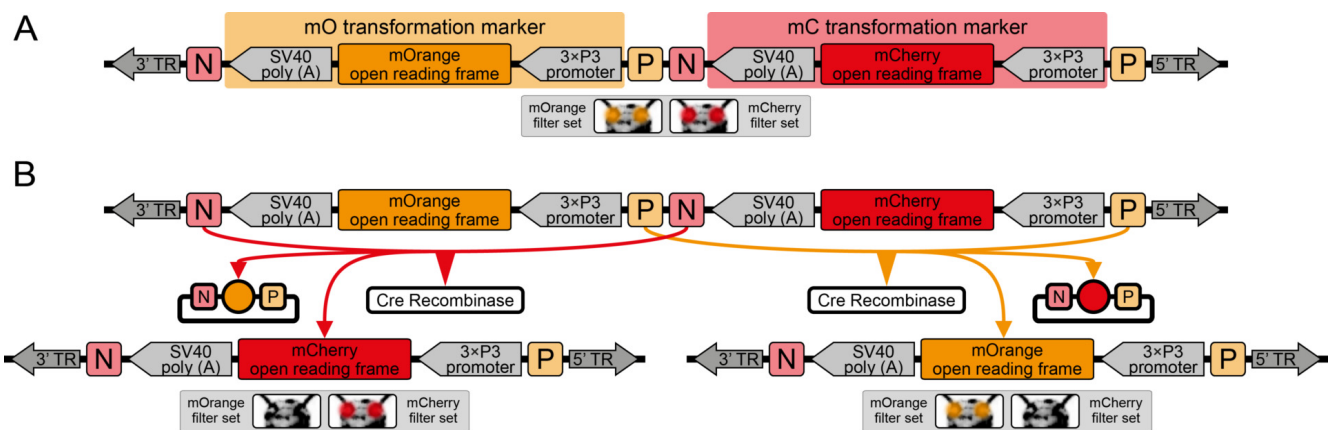 A
mO transformation marker
mC transformation marker
3' TR
N
SV40
poly (A)
mOrange
open reading frame
3×P3
promoter
P
N
SV40
poly (A)
mCherry
open reading frame
3×P3
promoter
P
5' TR
mOrange
filter set
mCherry
filter set
B
3' TR
N
SV40
poly (A)
mOrange
open reading frame
3×P3
promoter
P
N
SV40
poly (A)
mCherry
open reading frame
3×P3
promoter
P
5' TR
N
P
Cre Recombinase
Cre Recombinase
N
P
3' TR
N
SV40
poly (A)
mCherry
open reading frame
3×P3
promoter
P
5' TR
3' TR
N
SV40
poly (A)
mOrange
open reading frame
3×P3
promoter
P
5' TR
mOrange
filter set
mCherry
filter set
mOrange
filter set
mCherry
filter set